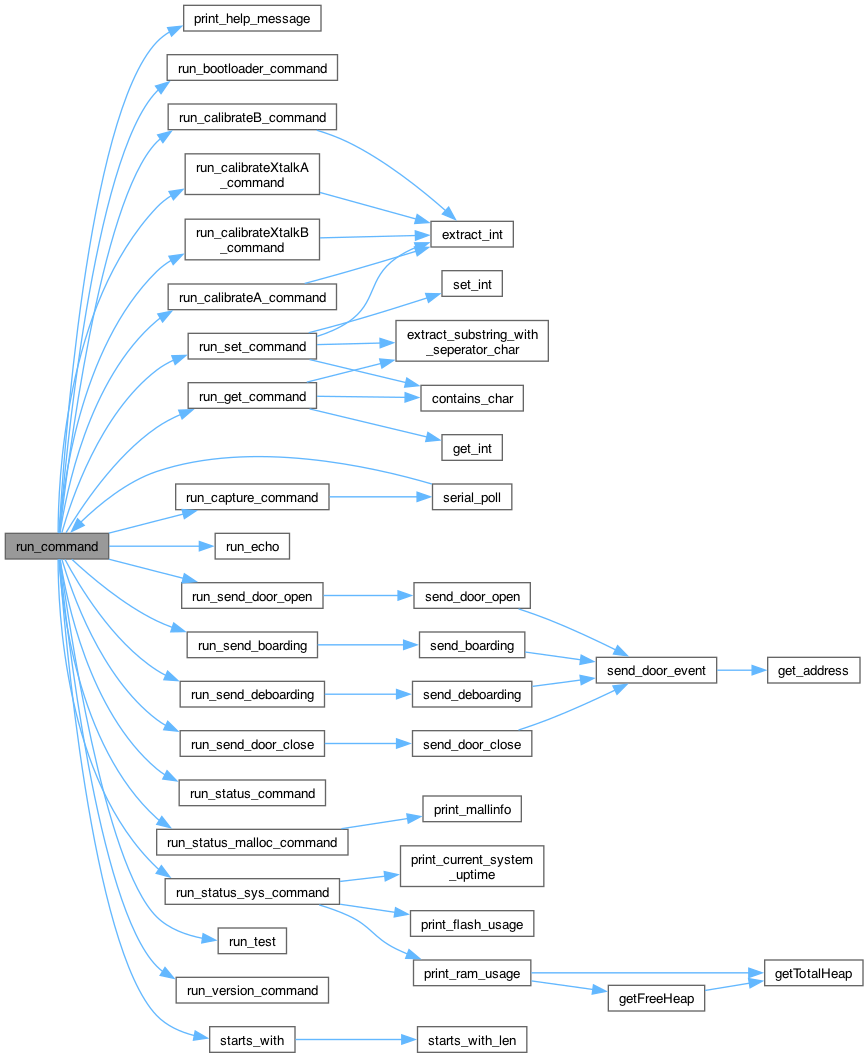 print_help_message
run_bootloader_command
run_calibrateB_command
run_calibrateXtalkA
_command
extract_int
run_calibrateXtalkB
_command
set_int
run_calibrateA_command
extract_substring_with
_seperator_char
run_set_command
run_get_command
contains_char
get_int
run_capture_command
serial_poll
run_command
run_echo
run_send_door_open
send_door_open
run_send_boarding
send_boarding
send_door_event
get_address
run_send_deboarding
send_deboarding
run_send_door_close
send_door_close
run_status_command
print_mallinfo
run_status_malloc_command
print_current_system
_uptime
run_status_sys_command
print_flash_usage
run_test
print_ram_usage
getTotalHeap
run_version_command
getFreeHeap
starts_with
starts_with_len